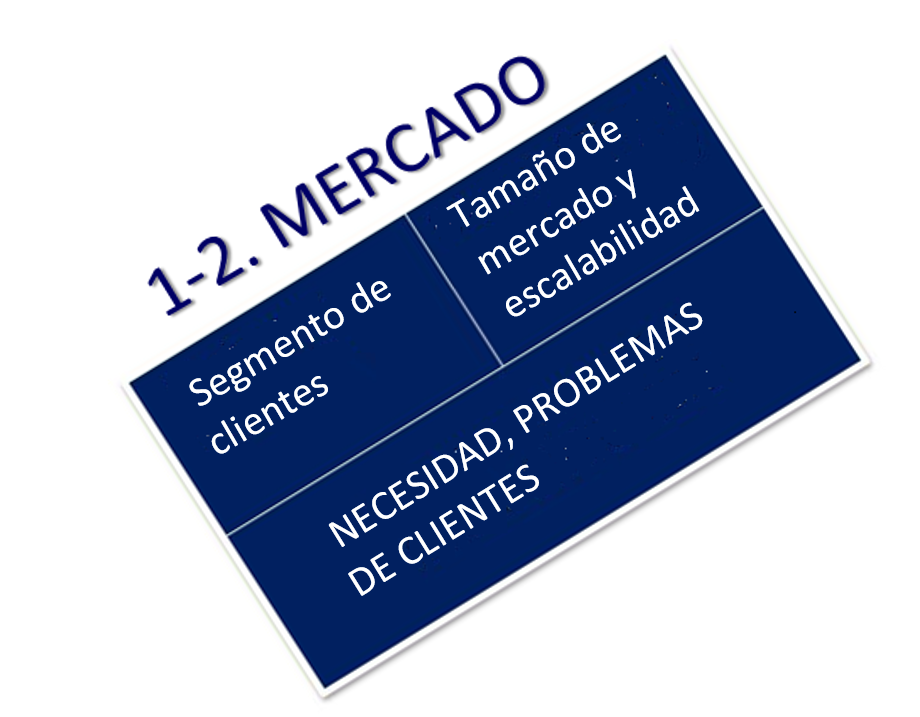 1-2. MERCADO
Segmento de
clientes
Tamaño de
mercado y
escalabilidad
NECESIDAD, PROBLEMAS
DE CLIENTES